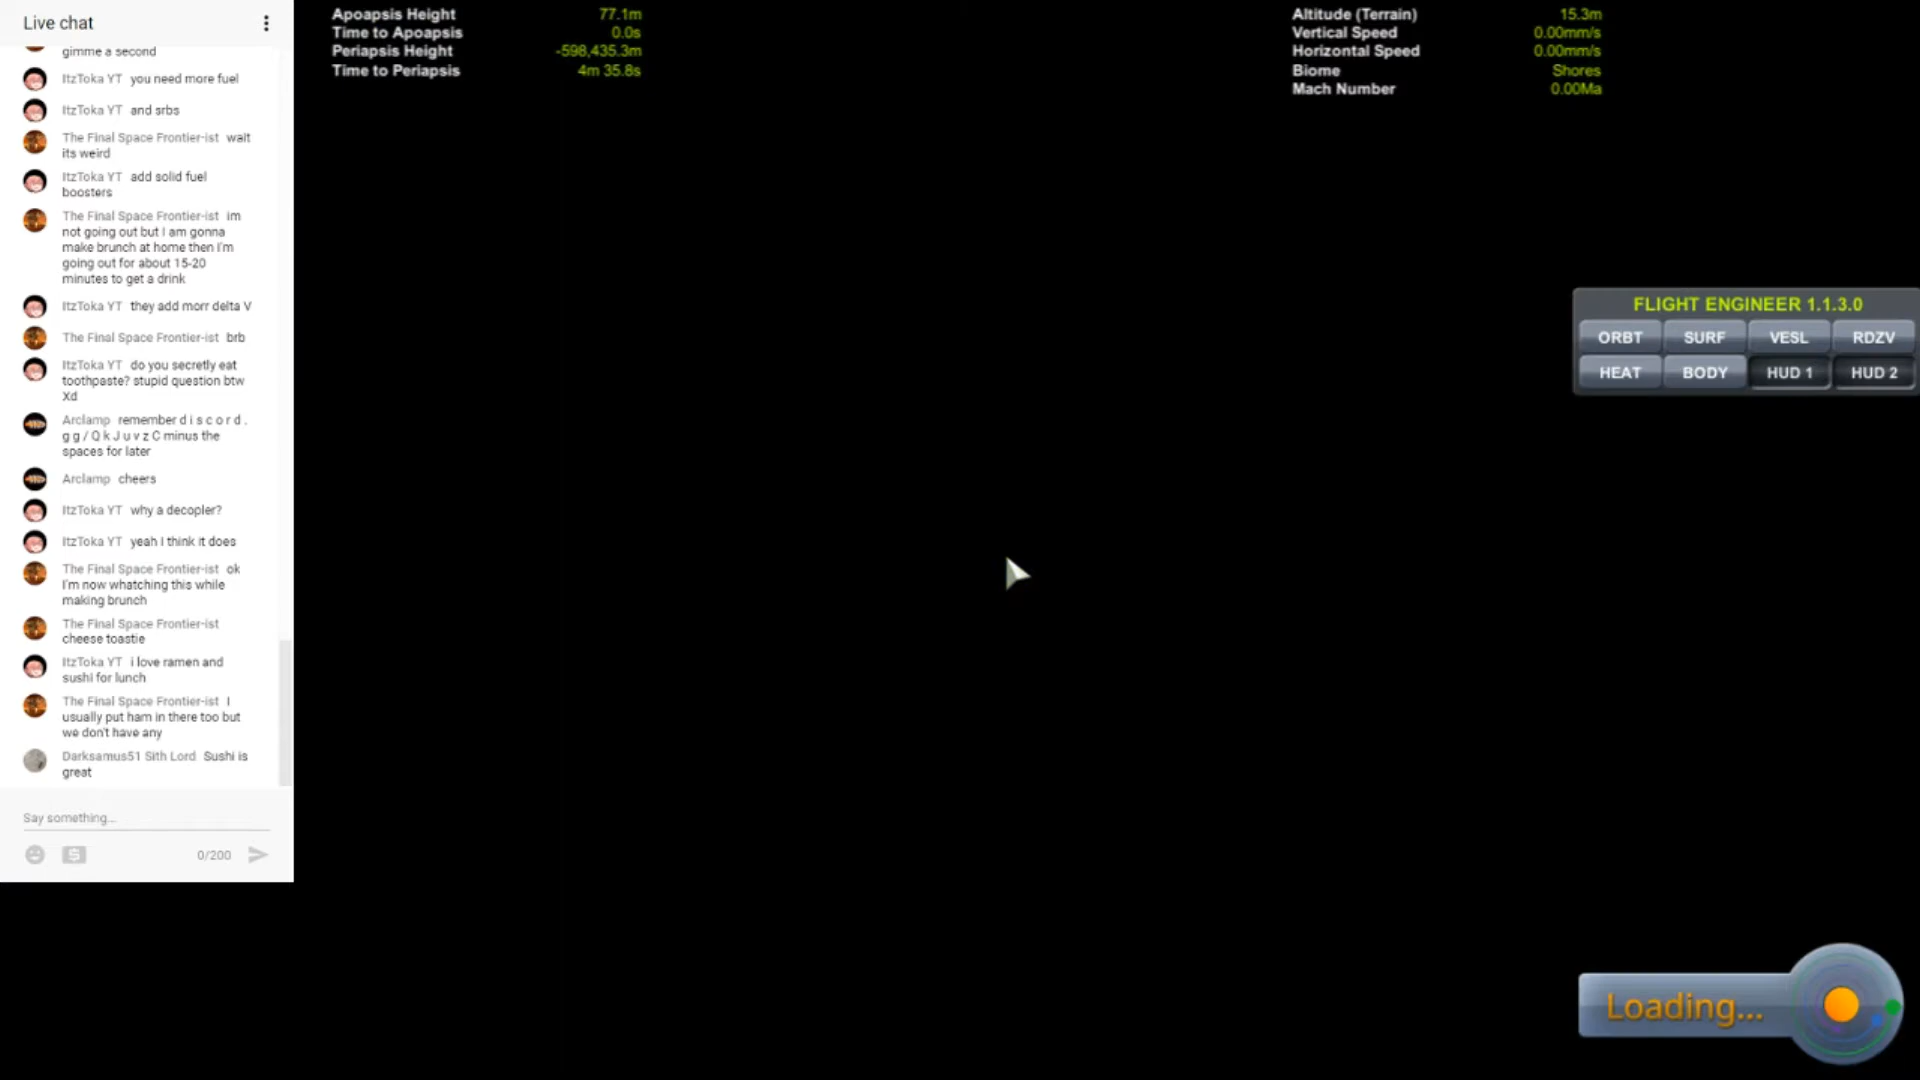 Live chat
gimme a second
ItzToka YT you need more fuel
ItzToka YT and srbs
The Final Space Frontier-ist wait
its weird
ItzToka YT add solid fuel
boosters
The Final Space Frontier-ist im
not going out but I am gonna
make brunch at home then I'm
going out for about 15-20
minutes to get a drink
ItzToka YT they add morr delta V
The Final Space Frontier-ist brb
ItzToka YT do you secretly eat
toothpaste? stupid question btw
Xd
Arclamp remember d i s c o r d .
g g / Q k J u v z C minus the
spaces for later
Arclamp cheers
ItzToka YT why a decopler?
ItzToka YT yeah I think it does
The Final Space Frontier-ist ok
I'm now whatching this while
making brunch
The Final Space Frontier-ist
cheese toastie
ItzToka YT i love ramen and
sushi for lunch
The Final Space Frontier-ist I
usually put ham in there too but
we don't have any
Darksamus51 Sith Lord Sushi is
great
Say something...
0/200
Apoapsis Height 77.1m
Time to Apoapsis 0.0s
Periapsis Height -598,435.3m
Time to Periapsis 4m 35.8s
Altitude (Terrain) 15.3m
Vertical Speed 0.00mm/s
Horizontal Speed 0.00mm/s
Biome Shores
Mach Number 0.00Ma
FLIGHT ENGINEER 1.1.3.0
ORBT SURF VESL RDZV
HEAT BODY HUD 1 HUD 2
Loading...